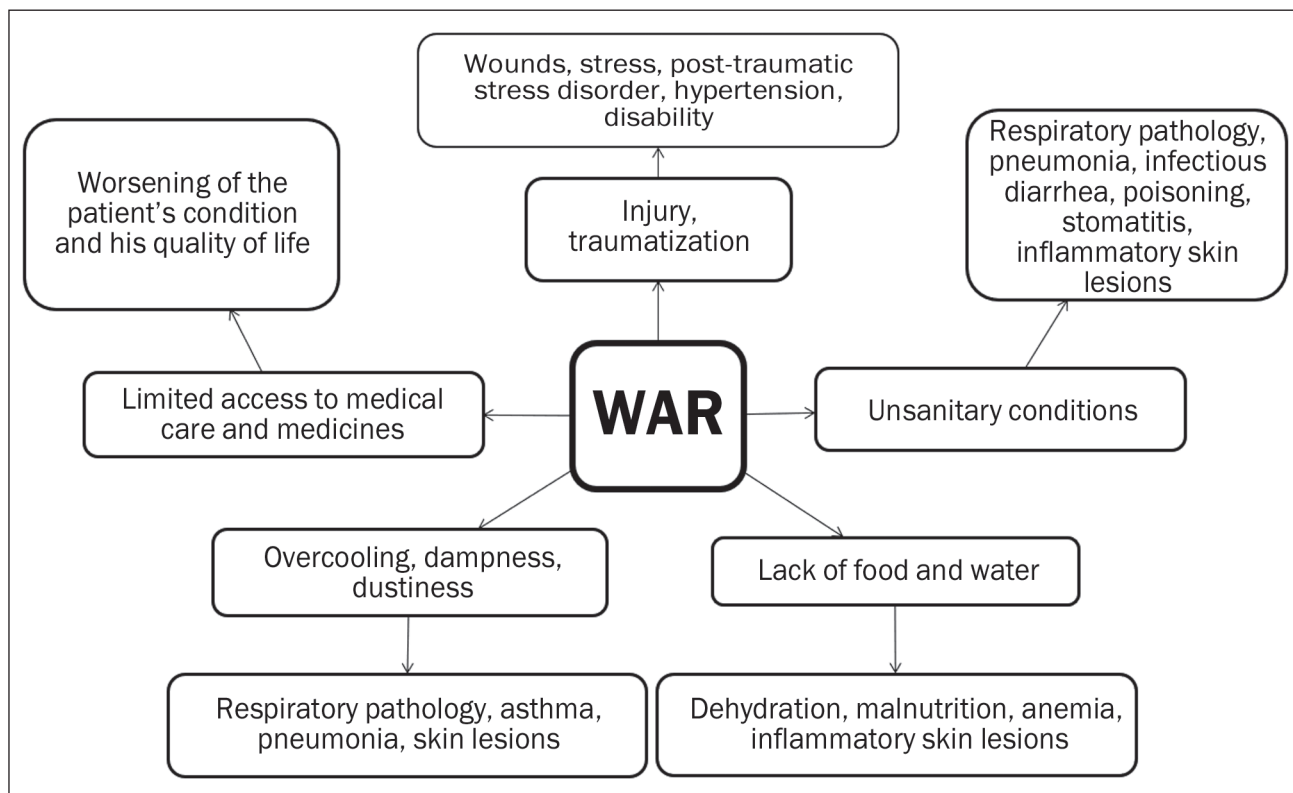 Wounds, stress, post-traumatic
stress disorder, hypertension,
disability
Worsening of the
patient's condition
and his quality of life
Injury,
traumatization
Respiratory pathology,
pneumonia, infectious
diarrhea, poisoning,
stomatitis,
inflammatory skin
lesions
Limited access to medical
care and medicines
WAR
Unsanitary conditions
Overcooling, dampness,
dustiness
Lack of food and water
Respiratory pathology, asthma,
pneumonia, skin lesions
Dehydration, malnutrition, anemia,
inflammatory skin lesions